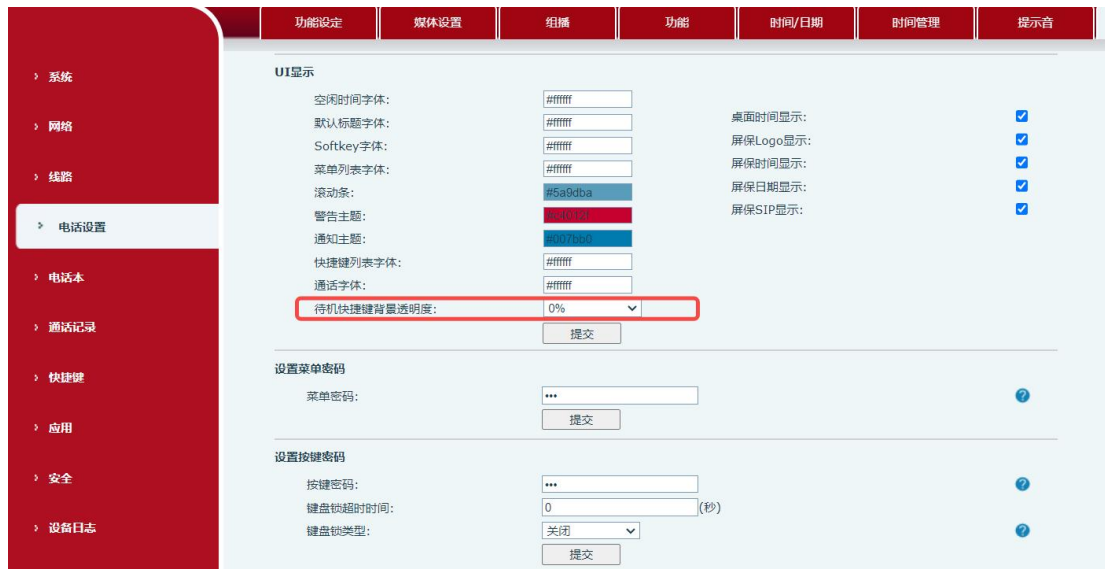 功能设定 媒体设置 组播 功能 时间/日期 时间管理 提示音
系统
网络
线路
电话设置
电话本
通话记录
快捷键
应用
安全
设备日志
UI显示
空闲时间字体: #ffffff
默认标题字体: #ffffff
Softkey字体: #ffffff
菜单列表字体: #ffffff
滚动条: #5a9dba
警告主题:
通知主题: #007bb0
快捷键列表字体: #ffffff
通话字体: #ffffff
待机快捷键背景透明度: 0%
提交
桌面时间显示:
屏保Logo显示:
屏保时间显示:
屏保日期显示:
屏保SIP显示:
设置菜单密码
菜单密码: •••
提交
设置按键密码
按键密码: •••
键盘锁超时时间: 0 (秒)
键盘锁类型: 关闭
提交